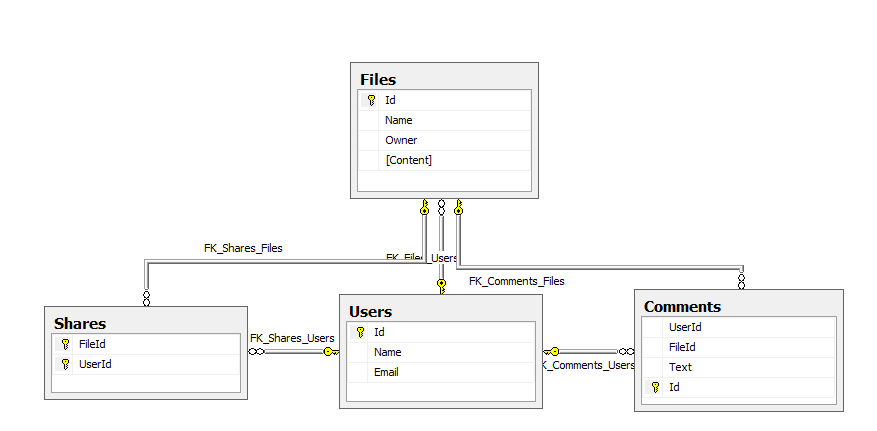 Files
Id
Name
Owner
[Content]
FK_Shares_Files
FK_Files_Users
FK_Comments_Files
Shares
FileId
UserId
FK_Shares_Users
Users
Id
Name
Email
FK_Comments_Users
Comments
UserId
FileId
Text
Id